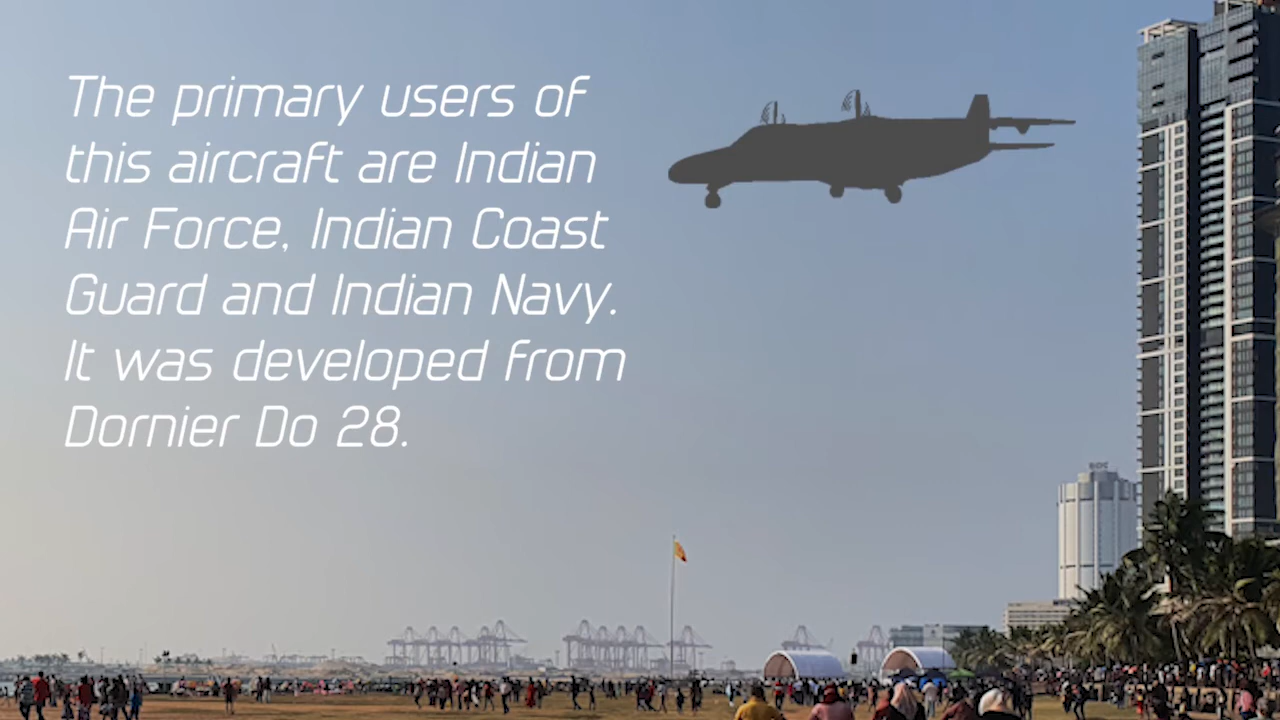 The primary users of
this aircraft are Indian
Air Force, Indian Coast
Guard and Indian Navy.
It was developed from
Dornier Do 28.